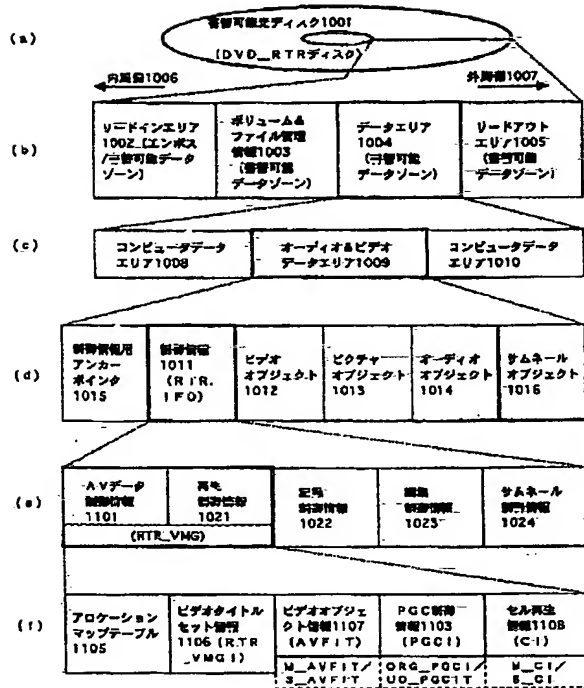 (a)
書替可能光ディスク1001
(DVD_RTRディスク)
内周側1006
外周側1007
(b)
リードインエリア
1002 [エンボス
/書替可能データ
ゾーン]
ボリューム&
ファイル管理
情報1003
(書替可能
データゾーン)
データエリア
1004
(書替可能
データゾーン)
リードアウト
エリア1005
(書替可能
データゾーン)
(c)
コンピュータデータ
エリア1008
オーディオ&ビデオ
データエリア1009
コンピュータデータ
エリア1010
(d)
制御情報用
アンカー
ポインタ
1015
制御情報
1011
(RTR.
IFO)
ビデオ
オブジェクト
1012
ピクチャ
オブジェクト
1013
オーディオ
オブジェクト
1014
サムネール
オブジェクト
1016
(e)
AVデータ
制御情報
1101
再生
制御情報
1021
(RTR_VMG)
記録
制御情報
1022
編集
制御情報
1023
サムネール
制御情報
1024
(f)
アロケーション
マップテーブル
1105
ビデオタイトル
セット情報
1106(RTR
_VMGI)
ビデオオブジェ
クト情報1107
(AVFIT)
PGC制御
情報1103
(PGCI)
セル再生
情報1108
(CI)
M_AVFIT/
S_AVFIT
ORG_PGCI/
UD_PGCIT
M_CI/
S_CI